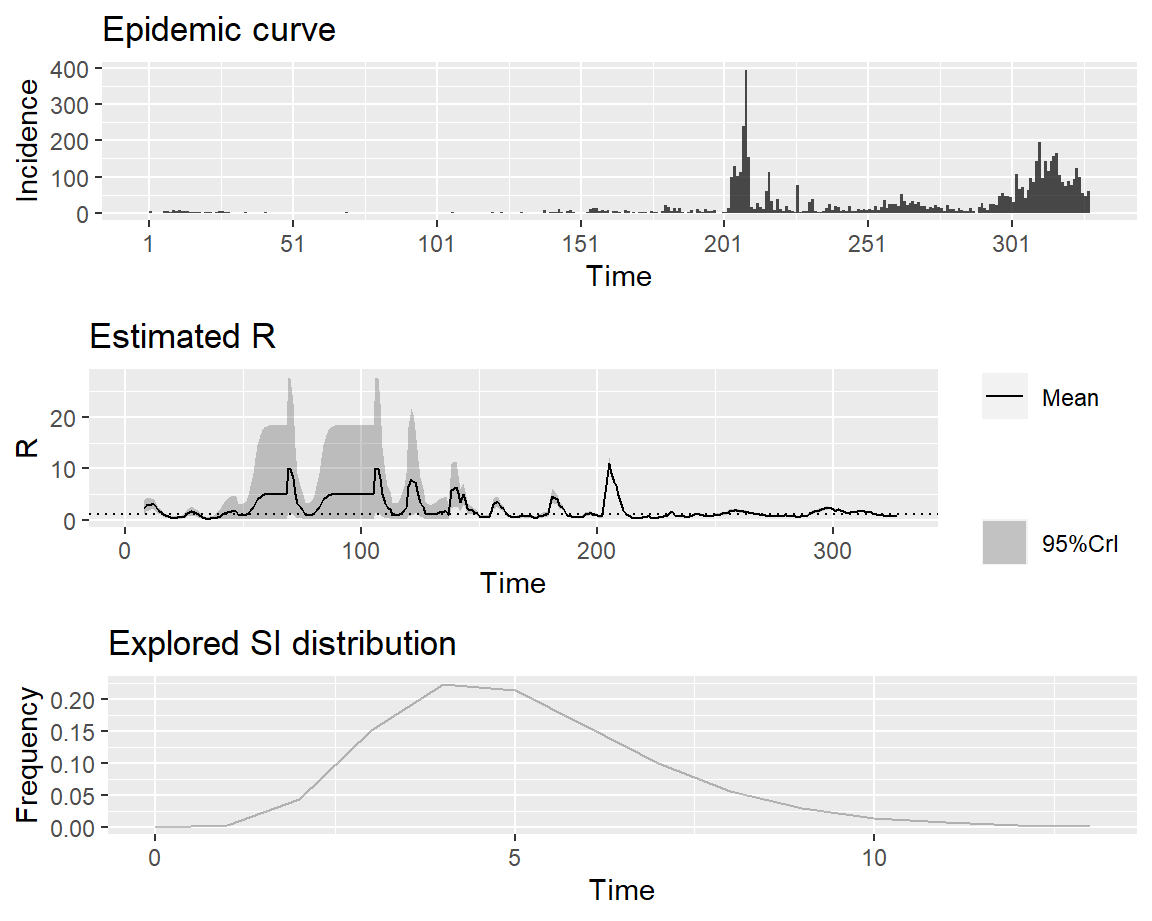 Epidemic curve
400
300
200
100
0
Incidence
1 51 101 151 201 251 301
Time
Estimated R
20
10
0
R
0 100 200 300
Time
Mean
95%CrI
Explored SI distribution
0.20
0.15
0.10
0.05
0.00
Frequency
0 5 10
Time